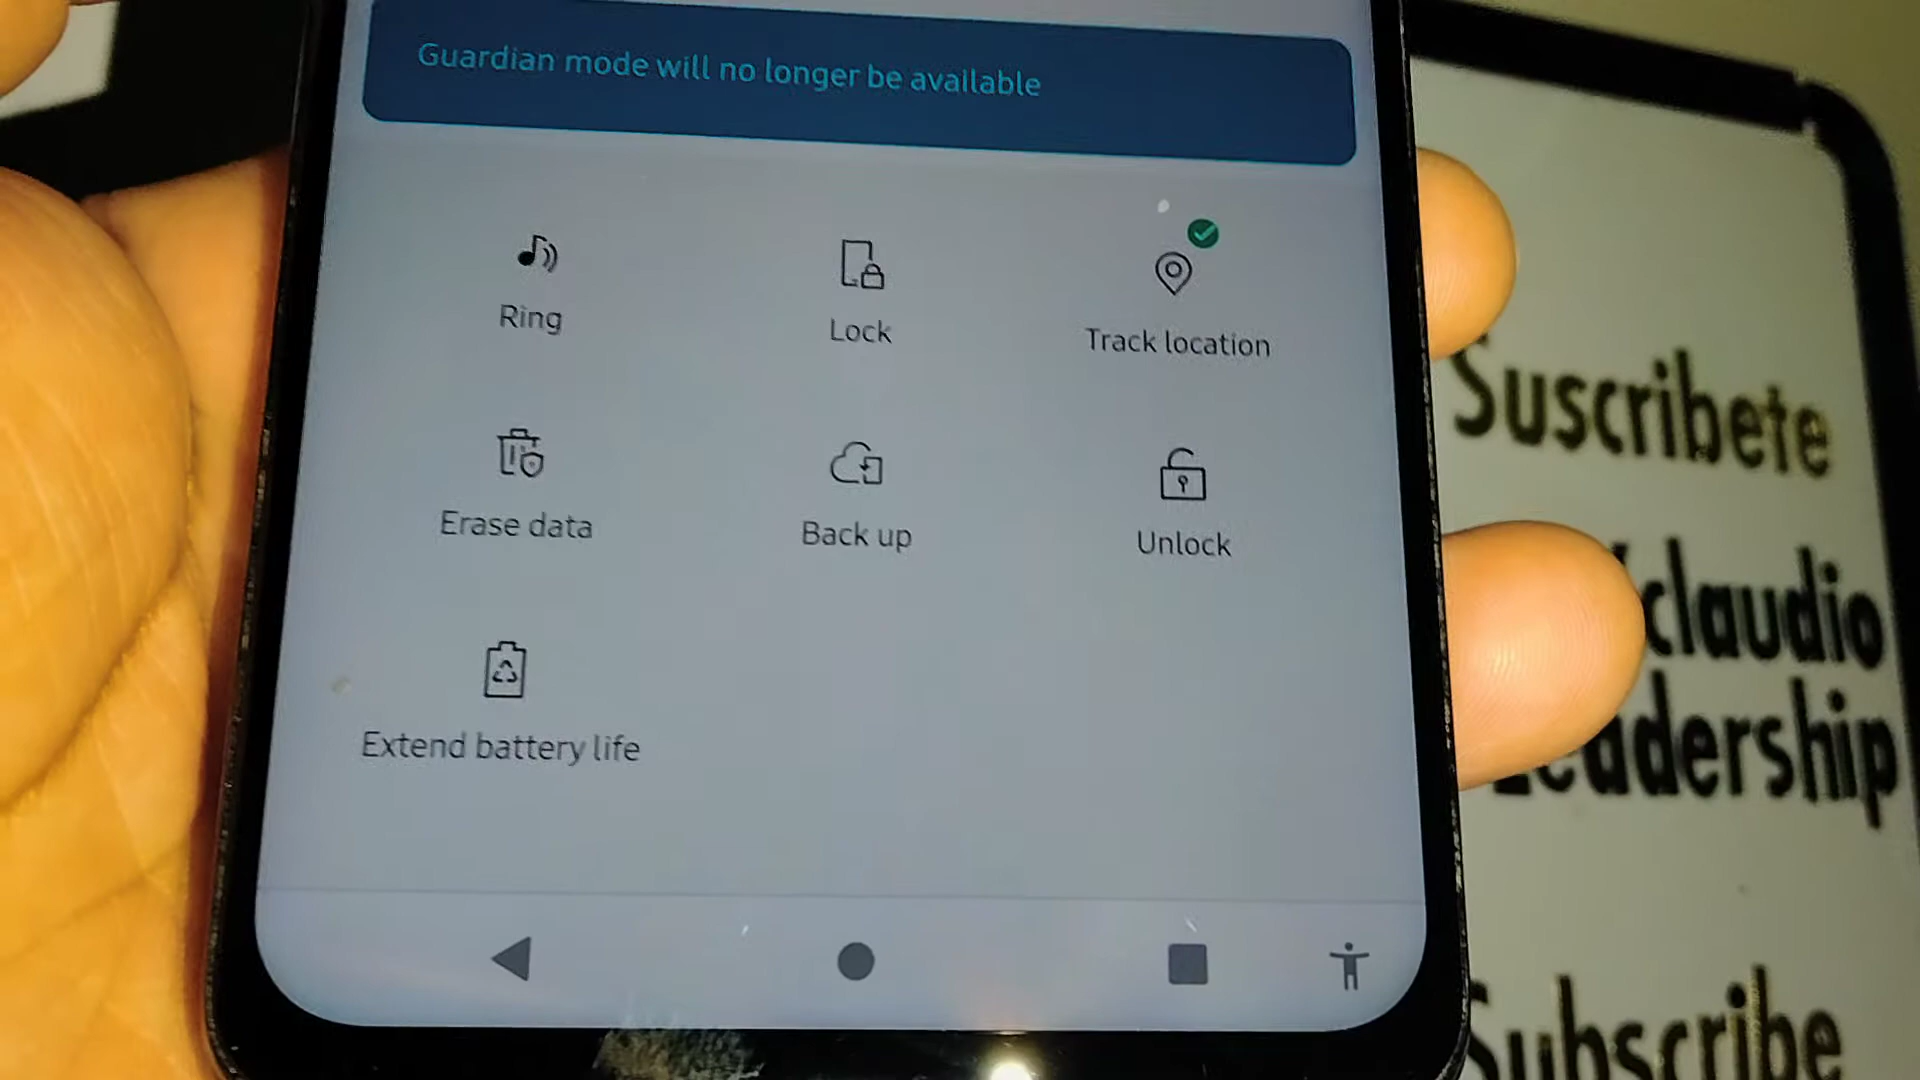 Guardian mode will no longer be available
Ring
Lock
Track location
Erase data
Back up
Unlock
Extend battery life
Suscribete
claudio
Leadership
Subscribe